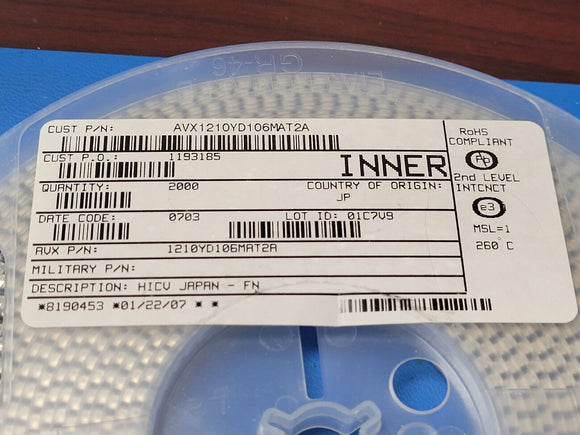 GR-46
CUST P/N: AVX1210YD106MAT2A
CUST P.O.: 1193185
INNER
QUANTITY: 2000
COUNTRY OF ORIGIN:
JP
DATE CODE: 0703
LOT ID: 01C7V9
AVX P/N: 1210YD106MAT2A
MILITARY P/N:
DESCRIPTION: HICV JAPAN - FN
*8190453 *01/22/07 * *
RoHS
COMPLIANT
Pb
2nd LEVEL
INTCNCT
e3
MSL=1
260 C